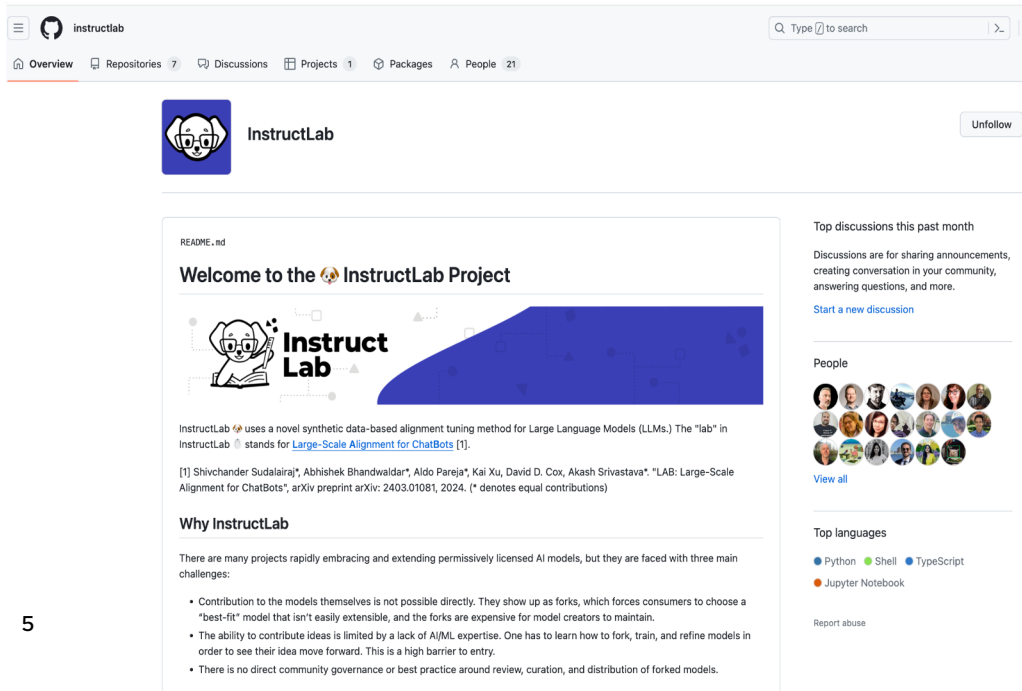 instructlab
Type / to search
Overview Repositories 7 Discussions Projects 1 Packages People 21
InstructLab
Unfollow
README.md
Welcome to the 🐶 InstructLab Project
Instruct
Lab
InstructLab 🐶 uses a novel synthetic data-based alignment tuning method for Large Language Models (LLMs.) The "lab" in
InstructLab stands for Large-Scale Alignment for ChatBots [1].
[1] Shivchander Sudalairaj*, Abhishek Bhandwaldar*, Aldo Pareja*, Kai Xu, David D. Cox, Akash Srivastava*. "LAB: Large-Scale
Alignment for ChatBots", arXiv preprint arXiv: 2403.01081, 2024. (* denotes equal contributions)
Why InstructLab
There are many projects rapidly embracing and extending permissively licensed AI models, but they are faced with three main
challenges:
• Contribution to the models themselves is not possible directly. They show up as forks, which forces consumers to choose a
“best-fit” model that isn’t easily extensible, and the forks are expensive for model creators to maintain.
• The ability to contribute ideas is limited by a lack of AI/ML expertise. One has to learn how to fork, train, and refine models in
order to see their idea move forward. This is a high barrier to entry.
• There is no direct community governance or best practice around review, curation, and distribution of forked models.
Top discussions this past month
Discussions are for sharing announcements,
creating conversation in your community,
answering questions, and more.
Start a new discussion
People
View all
Top languages
Python Shell TypeScript
Jupyter Notebook
Report abuse
5